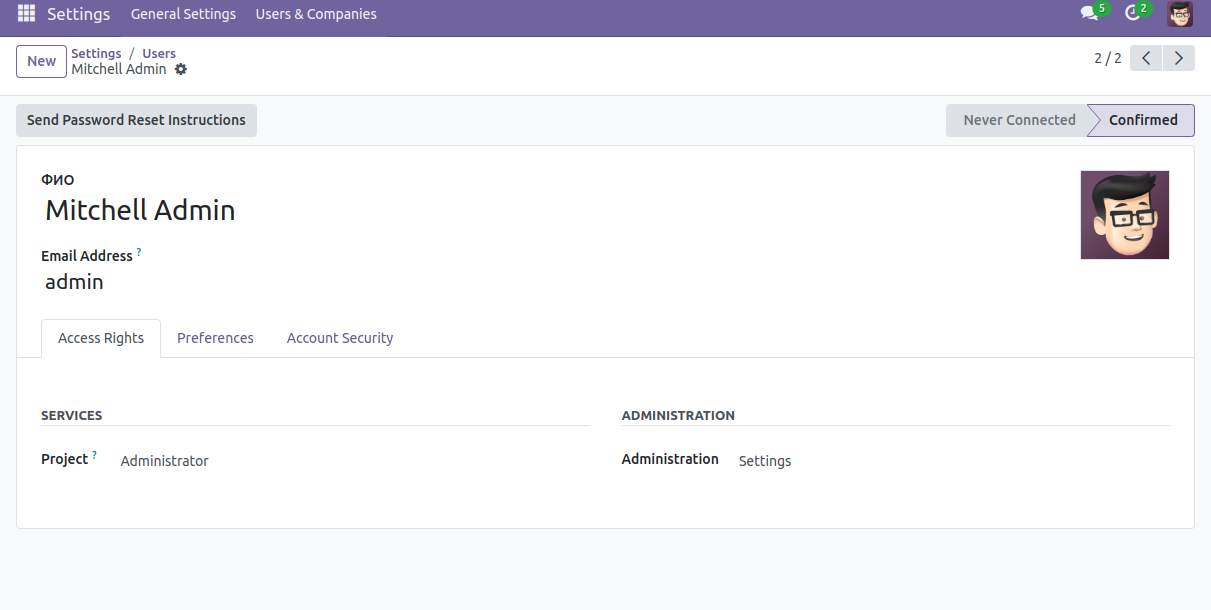 Settings General Settings Users & Companies 5 2
New Settings / Users
Mitchell Admin 2 / 2
Send Password Reset Instructions Never Connected Confirmed
ФИО
Mitchell Admin
Email Address ?
admin
Access Rights Preferences Account Security
SERVICES ADMINISTRATION
Project ? Administrator Administration Settings